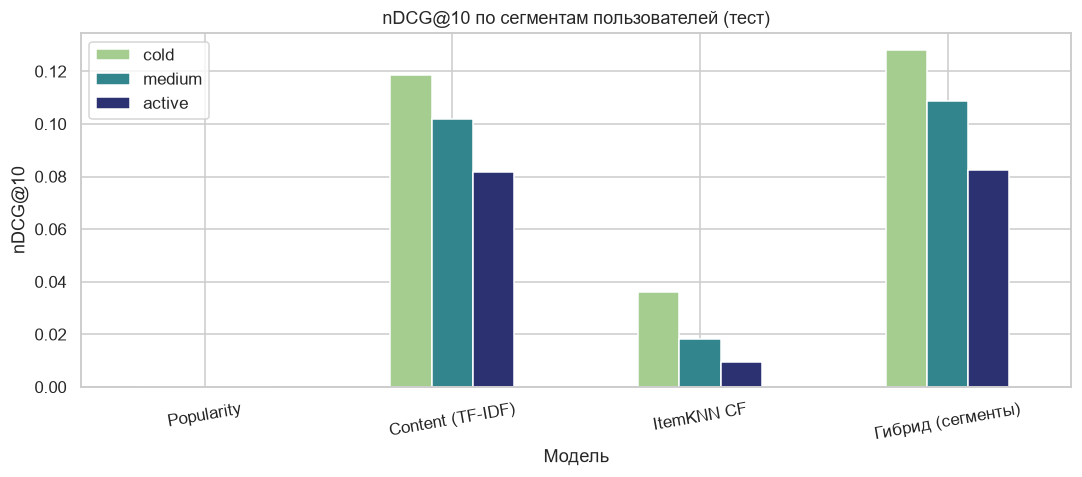 nDCG@10 по сегментам пользователей (тест)
cold
medium
active
0.12
0.10
0.08
0.06
0.04
0.02
0.00
nDCG@10
Popularity
Content (TF-IDF)
ItemKNN CF
Гибрид (сегменты)
Модель